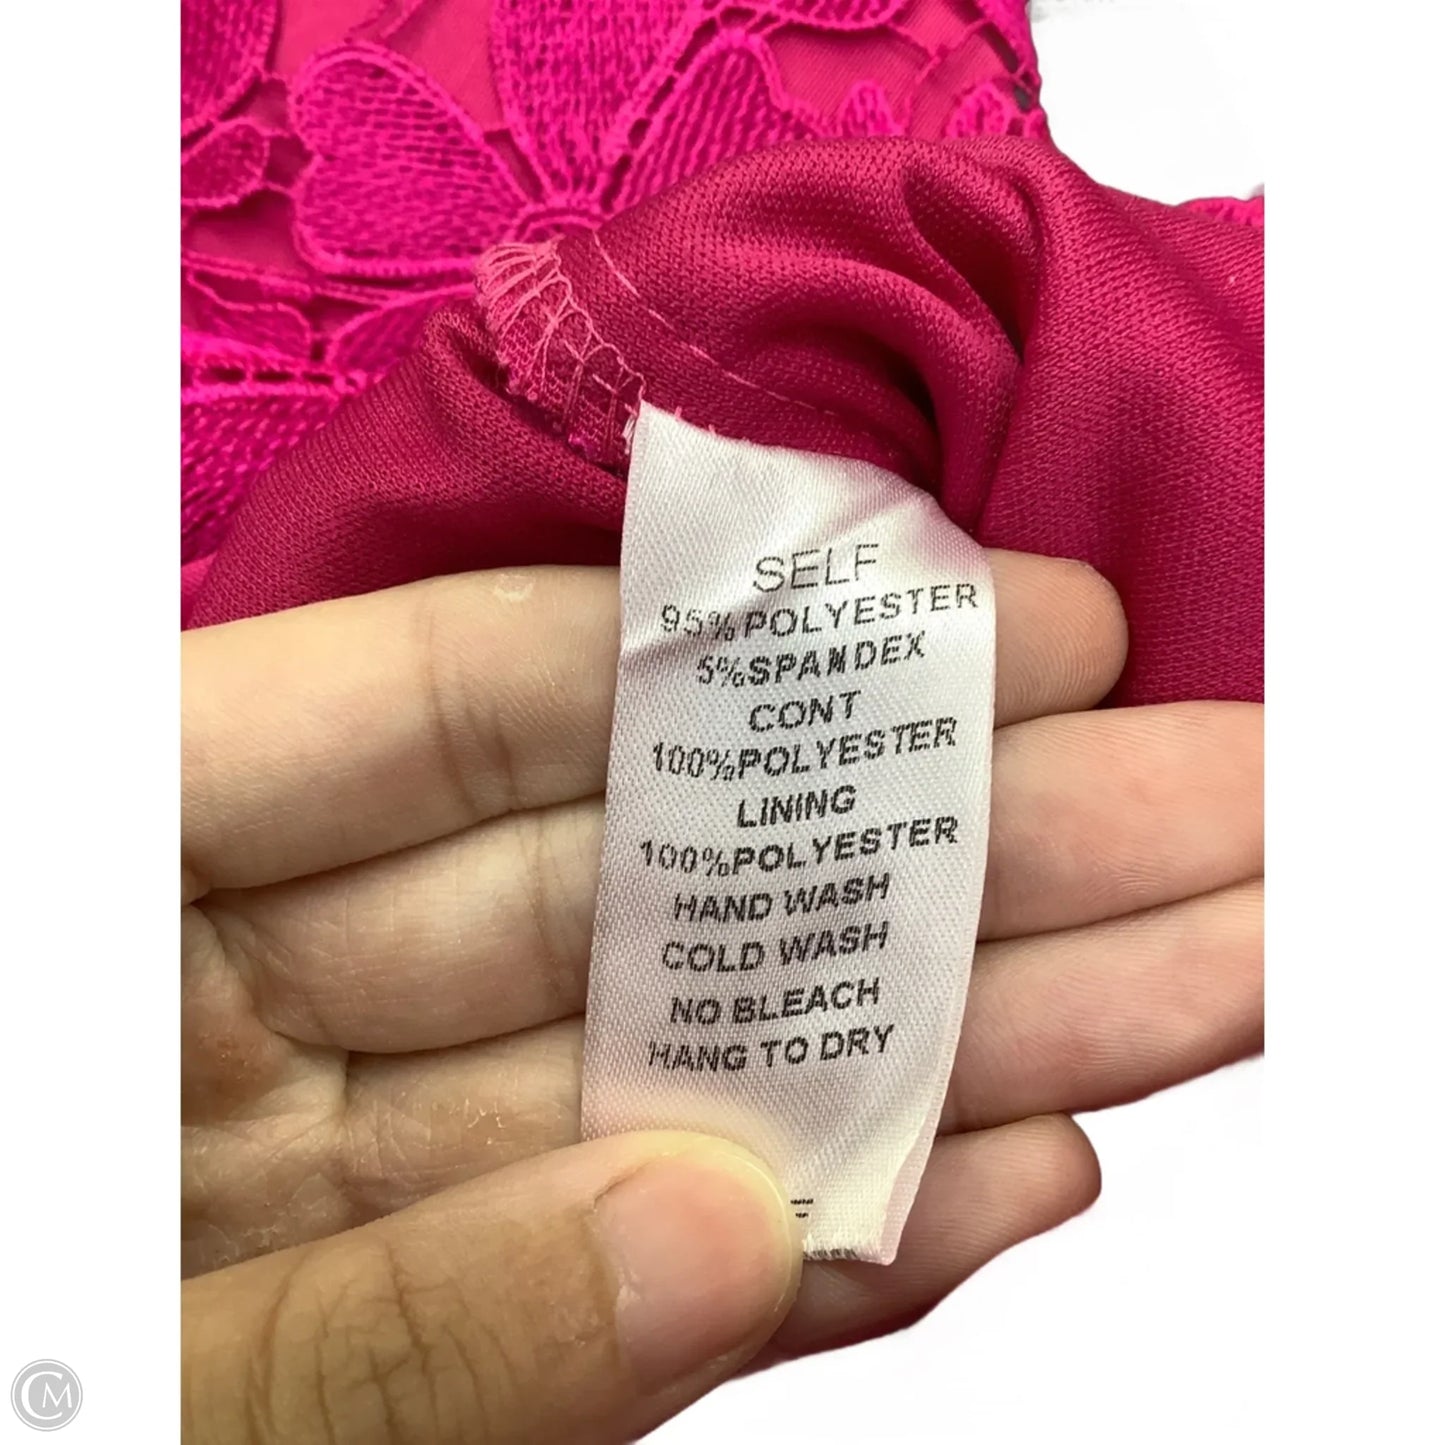 SELF
95%POLYESTER
5%SPANDEX
CONT
100%POLYESTER
LINING
100%POLYESTER
HAND WASH
COLD WASH
NO BLEACH
HANG TO DRY
CM